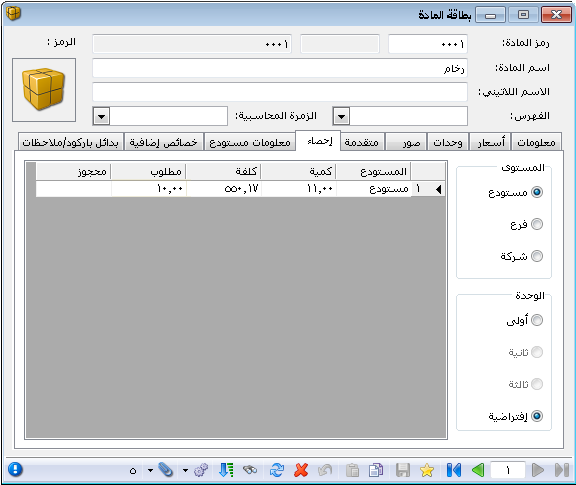 بطاقة المادة
رمز المادة: ٠٠٠١ ٠٠٠١ الرمز :
اسم المادة: رخام
الاسم اللاتيني:
الفهرس: الزمرة المحاسبية:
معلومات أسعار وحدات صور متقدمة إحصاء معلومات مستودع خصائص إضافية بدائل باركود/ملاحظات
المستوى
مستودع
فرع
شركة
الوحدة
أولى
ثانية
ثالثة
إفتراضية
المستودع كمية كلفة مطلوب محجوز
١ مستودع ١١,٠٠ ٥٥٠,١٧ ١٠,٠٠
١ ٥